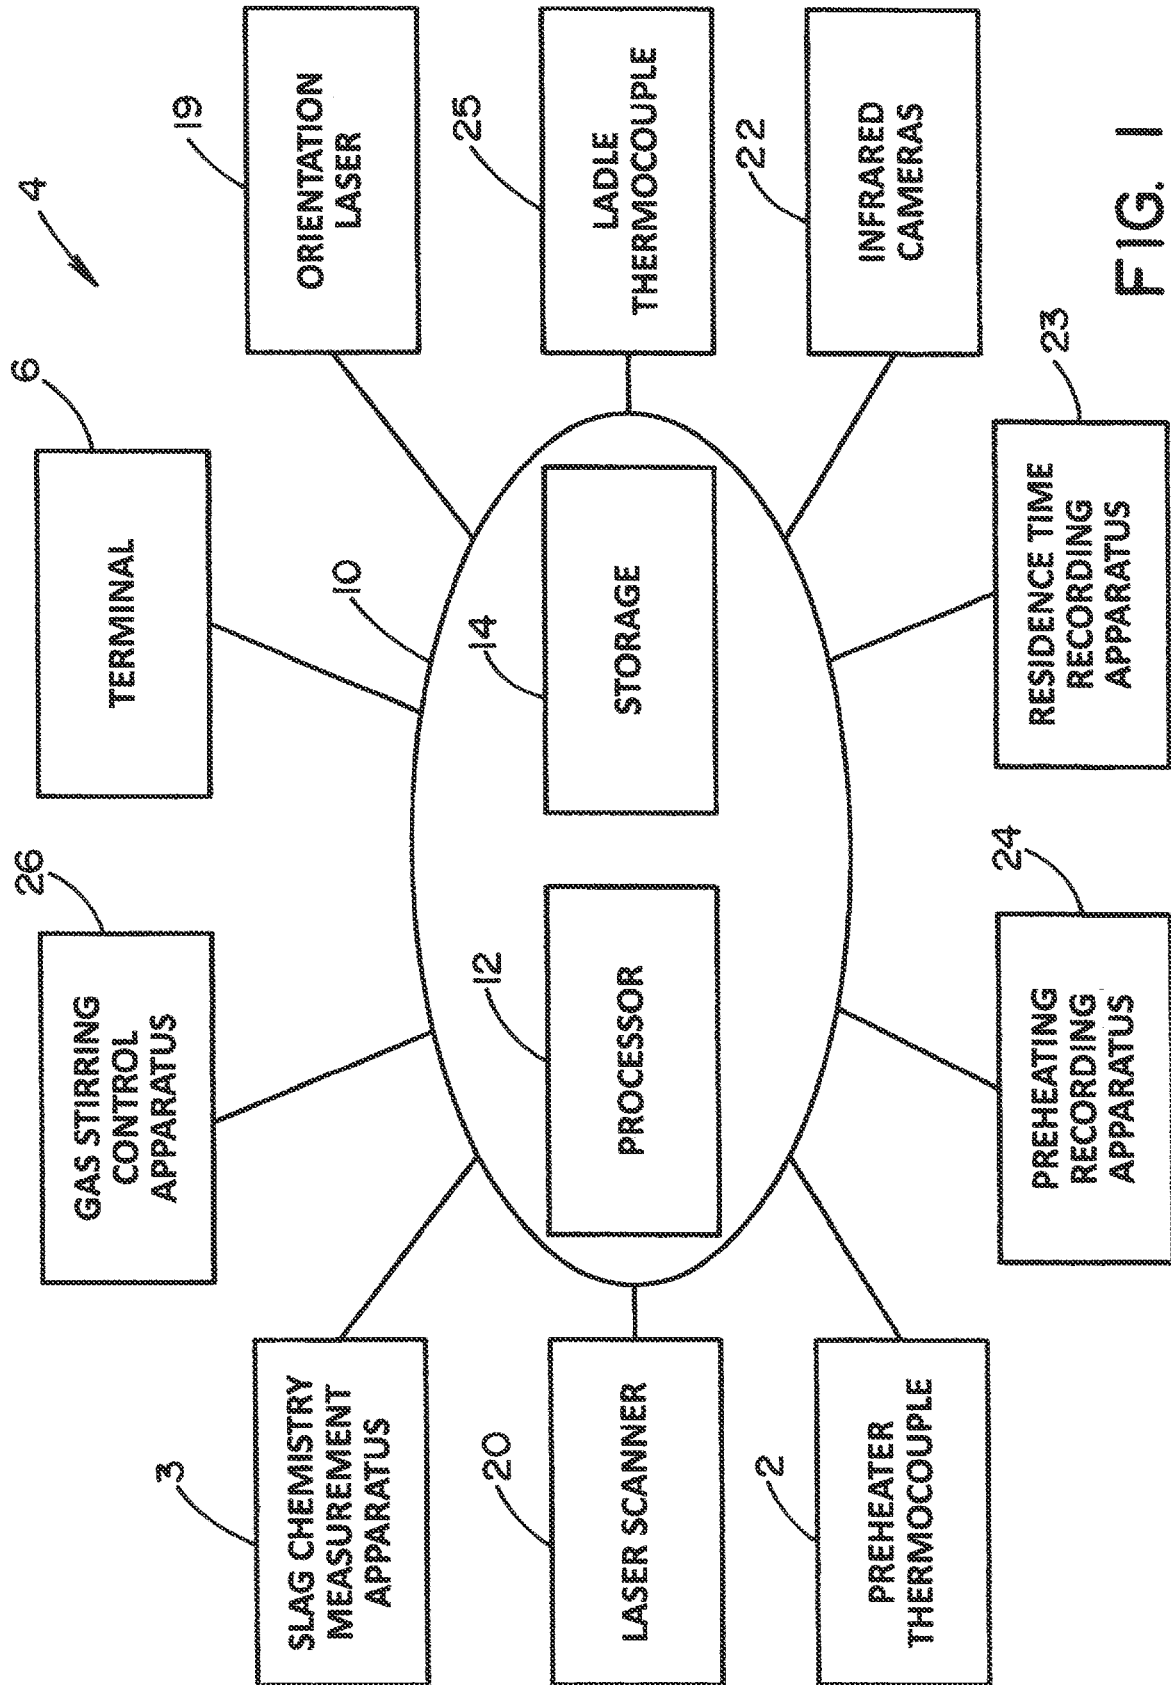 4
26
GAS STIRRING
CONTROL
APPARATUS
6
TERMINAL
3
SLAG CHEMISTRY
MEASUREMENT
APPARATUS
19
ORIENTATION
LASER
10
12
PROCESSOR
14
STORAGE
20
LASER SCANNER
25
LADLE
THERMOCOUPLE
2
PREHEATER
THERMOCOUPLE
22
INFRARED
CAMERAS
24
PREHEATING
RECORDING
APPARATUS
23
RESIDENCE TIME
RECORDING
APPARATUS
FIG. 1